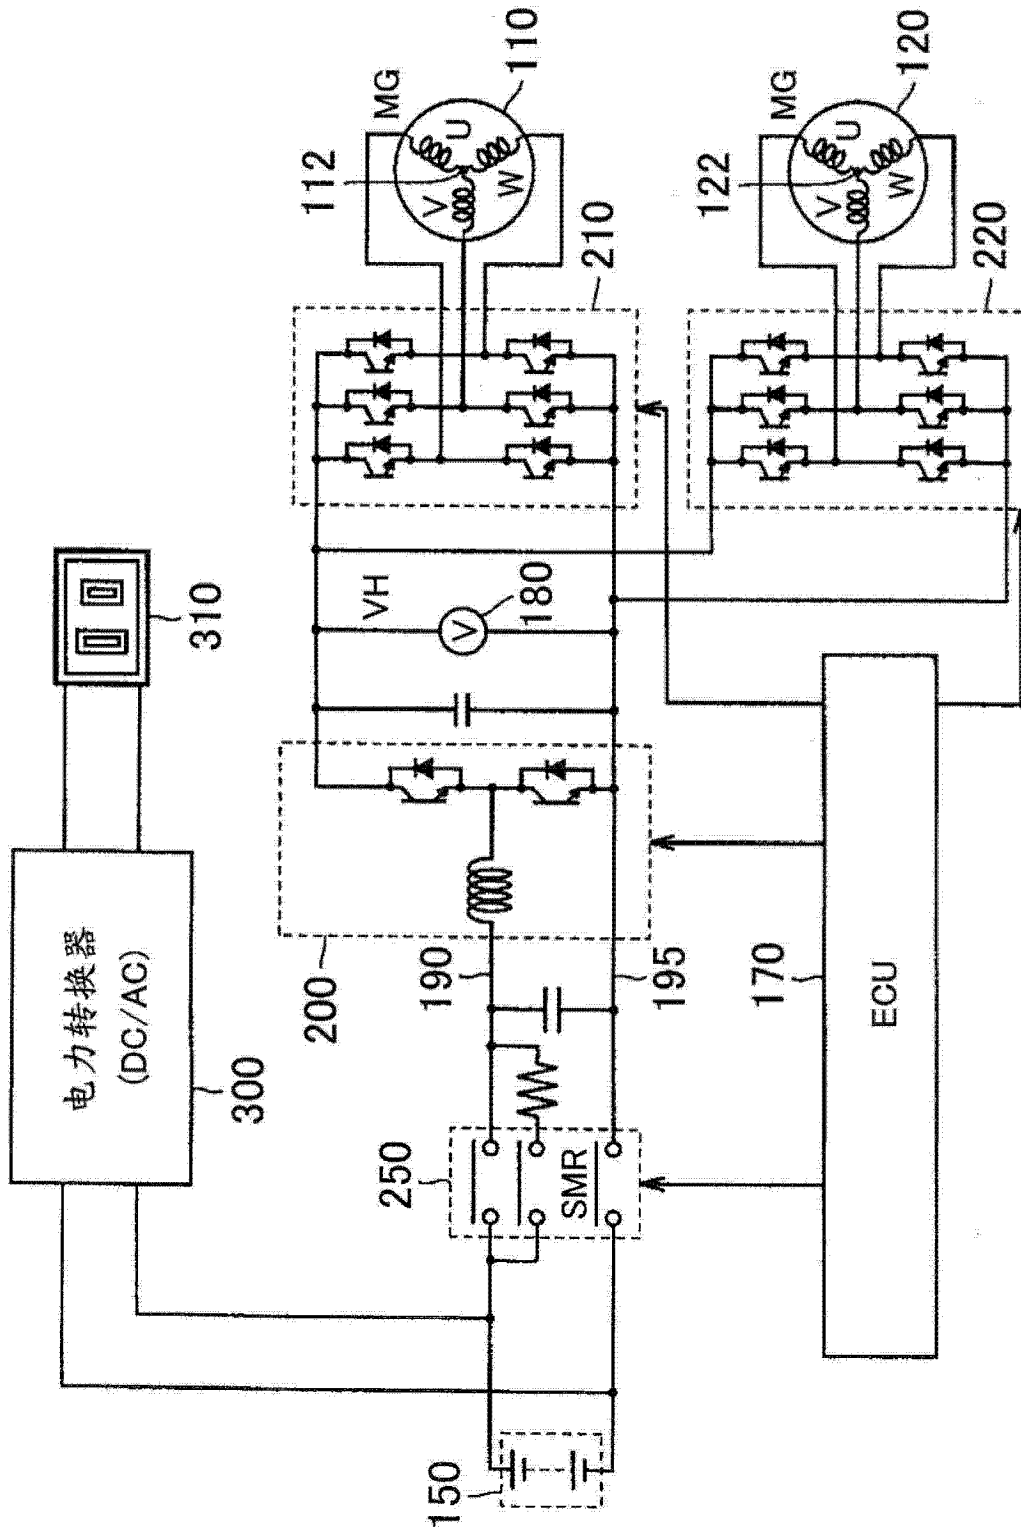 电力转换器
(DC/AC)
300
310
200
190
195
250
SMR
150
VH
V
180
210
112
MG
U
V
W
110
220
122
MG
U
V
W
120
170
ECU